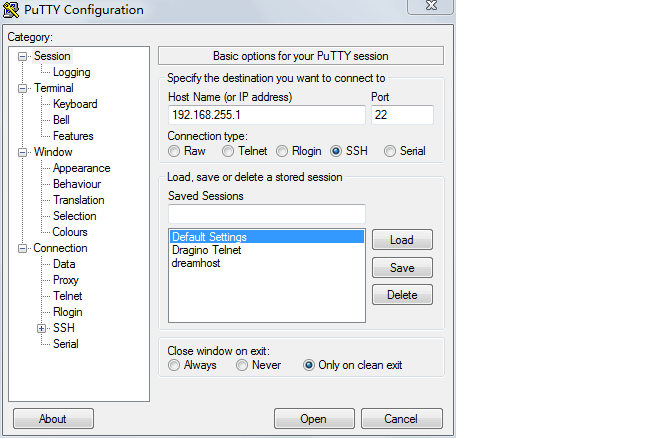 PuTTY Configuration
Category:
Session
Logging
Terminal
Keyboard
Bell
Features
Window
Appearance
Behaviour
Translation
Selection
Colours
Connection
Data
Proxy
Telnet
Rlogin
SSH
Serial
Basic options for your PuTTY session
Specify the destination you want to connect to
Host Name (or IP address) Port
192.168.255.1 22
Connection type:
Raw Telnet Rlogin SSH Serial
Load, save or delete a stored session
Saved Sessions
Default Settings
Dragino Telnet
dreamhost
Load
Save
Delete
Close window on exit:
Always Never Only on clean exit
About Open Cancel